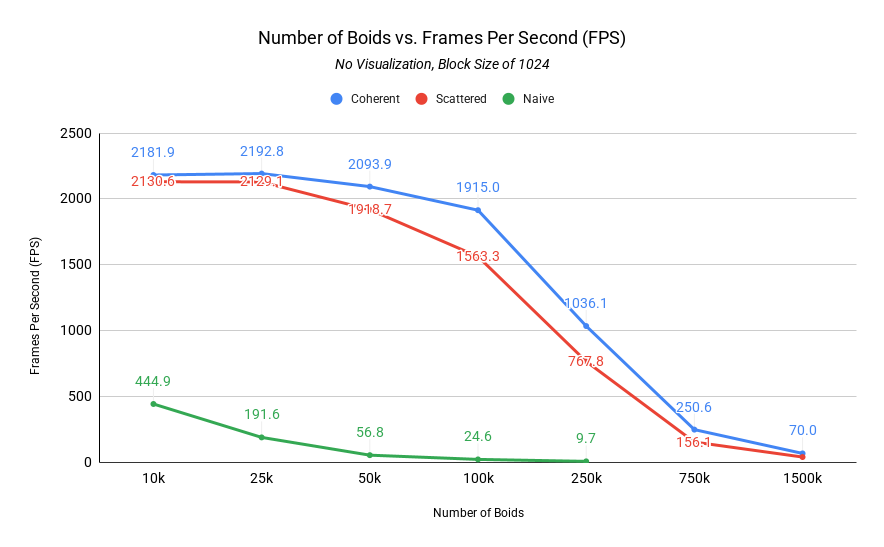 Number of Boids vs. Frames Per Second (FPS)
No Visualization, Block Size of 1024
Coherent Scattered Naive
Frames Per Second (FPS)
2500
2000
1500
1000
500
0
2181.9 2192.8 2093.9 1915.0 1036.1 250.6 70.0
2130.6 2129.1 1918.7 1563.3 767.8 156.1
444.9 191.6 56.8 24.6 9.7
10k 25k 50k 100k 250k 750k 1500k
Number of Boids